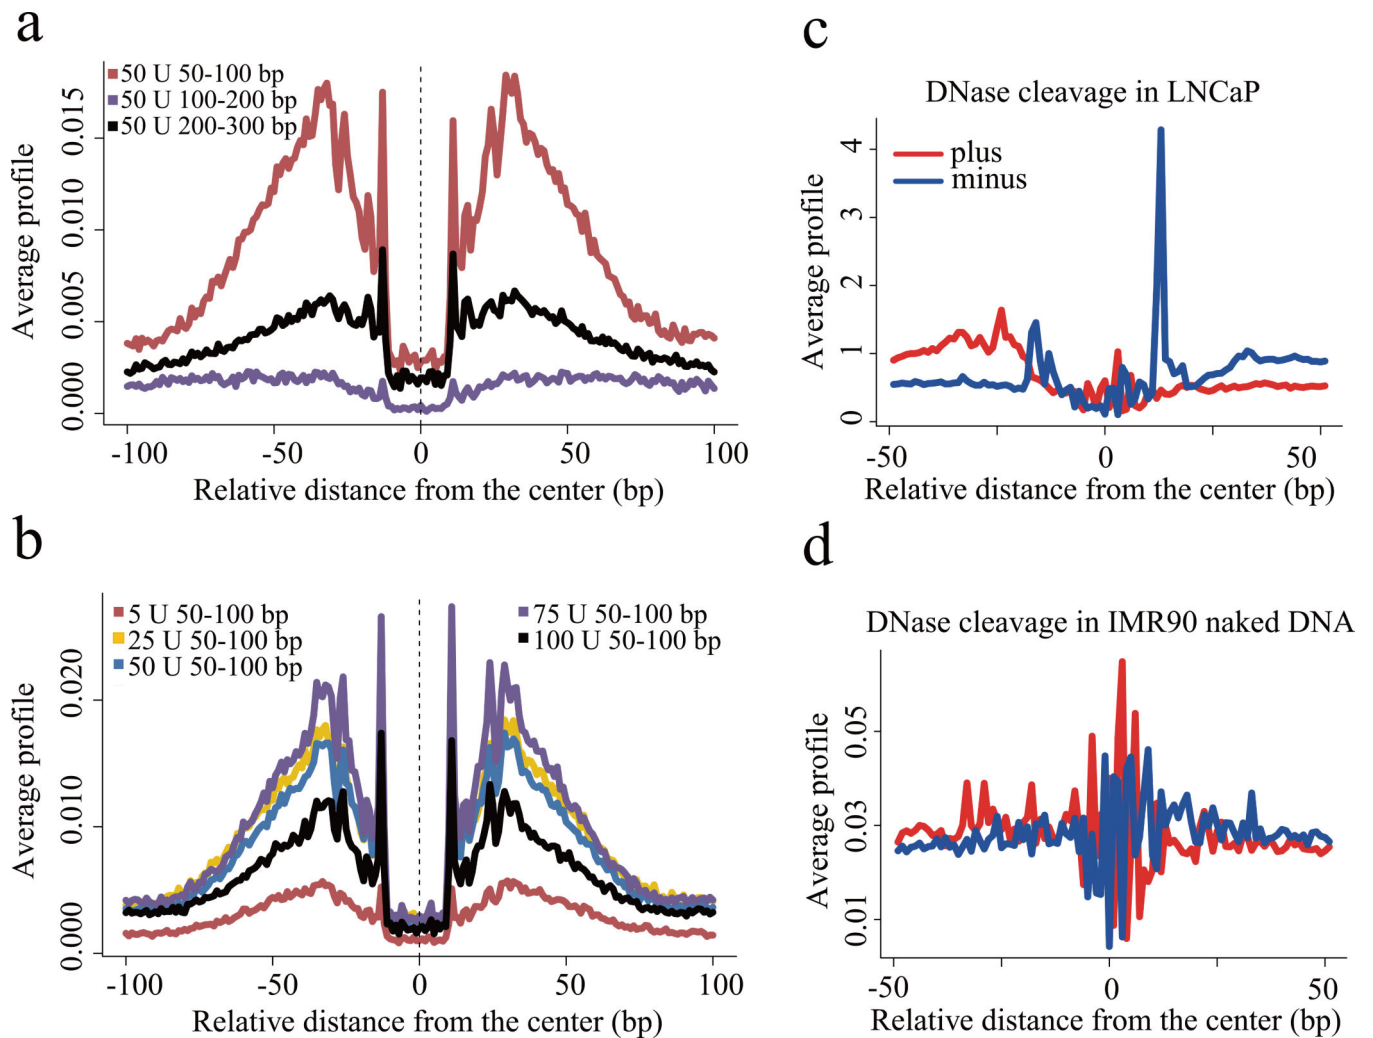 a
50 U 50-100 bp
50 U 100-200 bp
50 U 200-300 bp
Average profile
0.000
0.005
0.010
0.015
-100
-50
0
50
100
Relative distance from the center (bp)
b
5 U 50-100 bp
25 U 50-100 bp
50 U 50-100 bp
75 U 50-100 bp
100 U 50-100 bp
Average profile
0.000
0.010
0.020
-100
-50
0
50
100
Relative distance from the center (bp)
c
DNase cleavage in LNCaP
plus
minus
Average profile
0
1
2
3
4
-50
0
50
Relative distance from the center (bp)
d
DNase cleavage in IMR90 naked DNA
Average profile
0.01
0.03
0.05
-50
0
50
Relative distance from the center (bp)